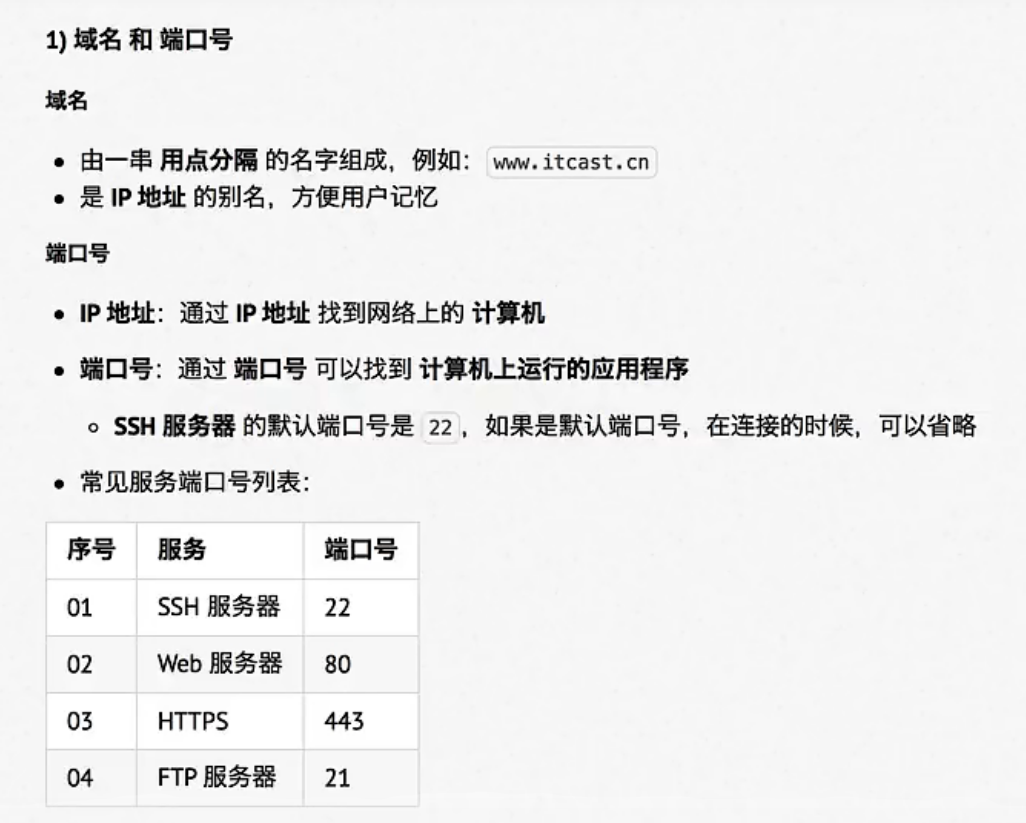 1) 域名 和 端口号
域名
• 由一串 用点分隔 的名字组成，例如： www.itcast.cn
• 是 IP 地址 的别名，方便用户记忆
端口号
• IP 地址：通过 IP 地址 找到网络上的 计算机
• 端口号：通过 端口号 可以找到 计算机上运行的应用程序
◦ SSH 服务器 的默认端口号是 22，如果是默认端口号，在连接的时候，可以省略
• 常见服务端口号列表：
序号 服务 端口号
01 SSH 服务器 22
02 Web 服务器 80
03 HTTPS 443
04 FTP 服务器 21